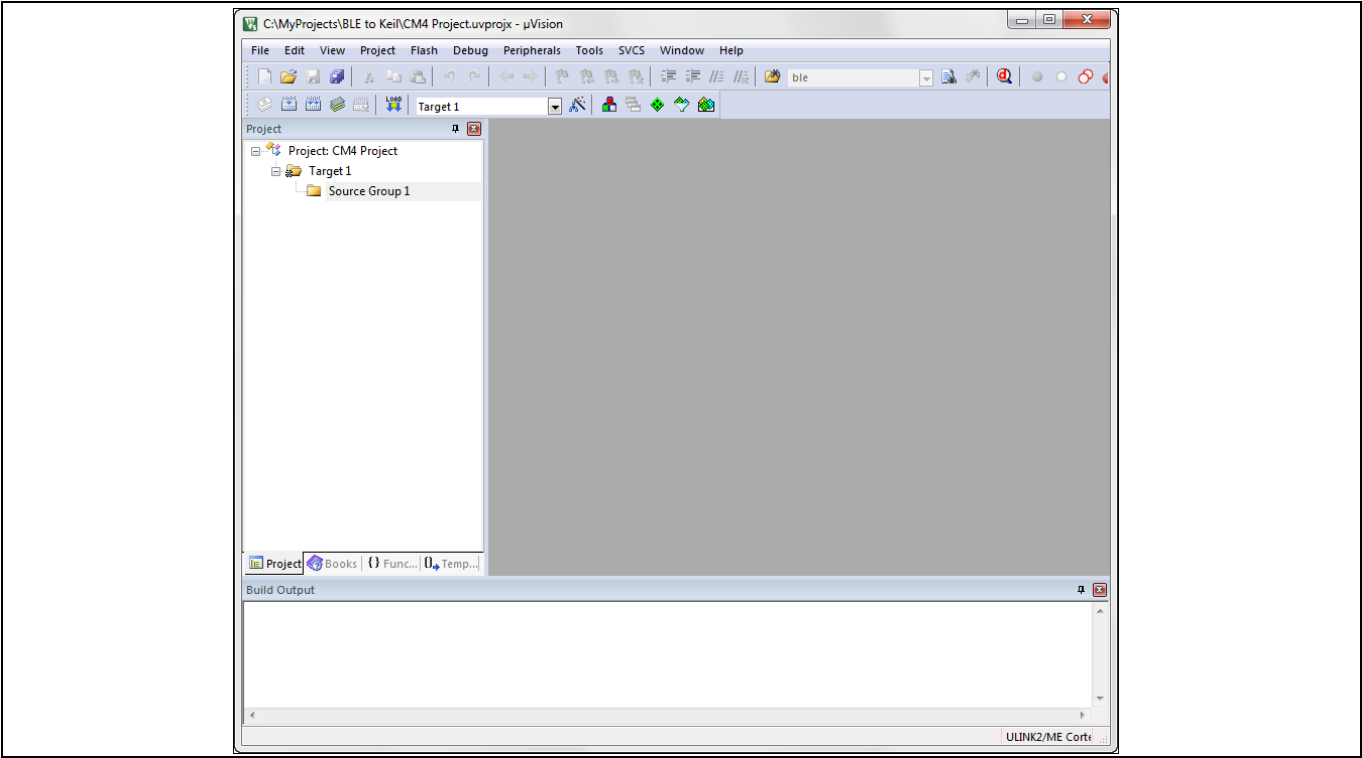 C:\MyProjects\BLE to Keil\CM4 Project.uvprojx - µVision
File Edit View Project Flash Debug Peripherals Tools SVCS Window Help
ble
LOAD Target 1
Project
Project: CM4 Project
Target 1
Source Group 1
Project Books {} Func... Temp...
Build Output
ULINK2/ME Corte